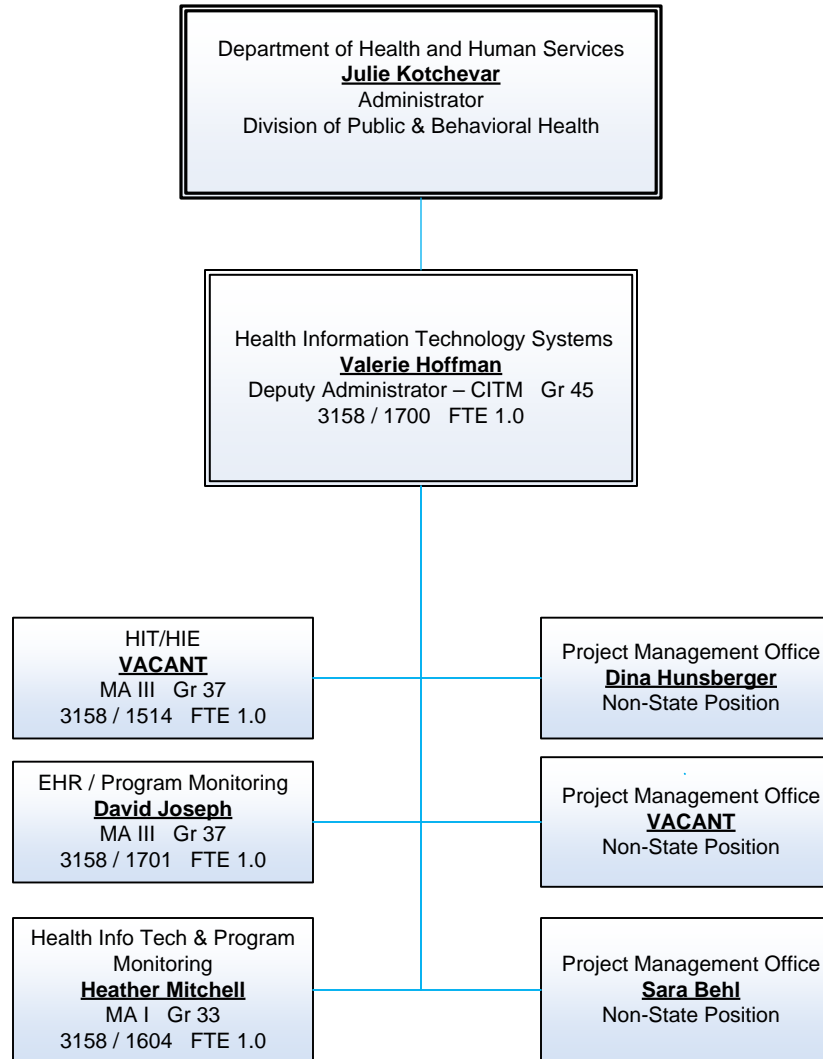 Department of Health and Human Services
Julie Kotchevar
Administrator
Division of Public & Behavioral Health
Health Information Technology Systems
Valerie Hoffman
Deputy Administrator – CITM Gr 45
3158 / 1700 FTE 1.0
HIT/HIE
VACANT
MA III Gr 37
3158 / 1514 FTE 1.0
Project Management Office
Dina Hunsberger
Non-State Position
EHR / Program Monitoring
David Joseph
MA III Gr 37
3158 / 1701 FTE 1.0
Project Management Office
VACANT
Non-State Position
Health Info Tech & Program
Monitoring
Heather Mitchell
MA I Gr 33
3158 / 1604 FTE 1.0
Project Management Office
Sara Behl
Non-State Position